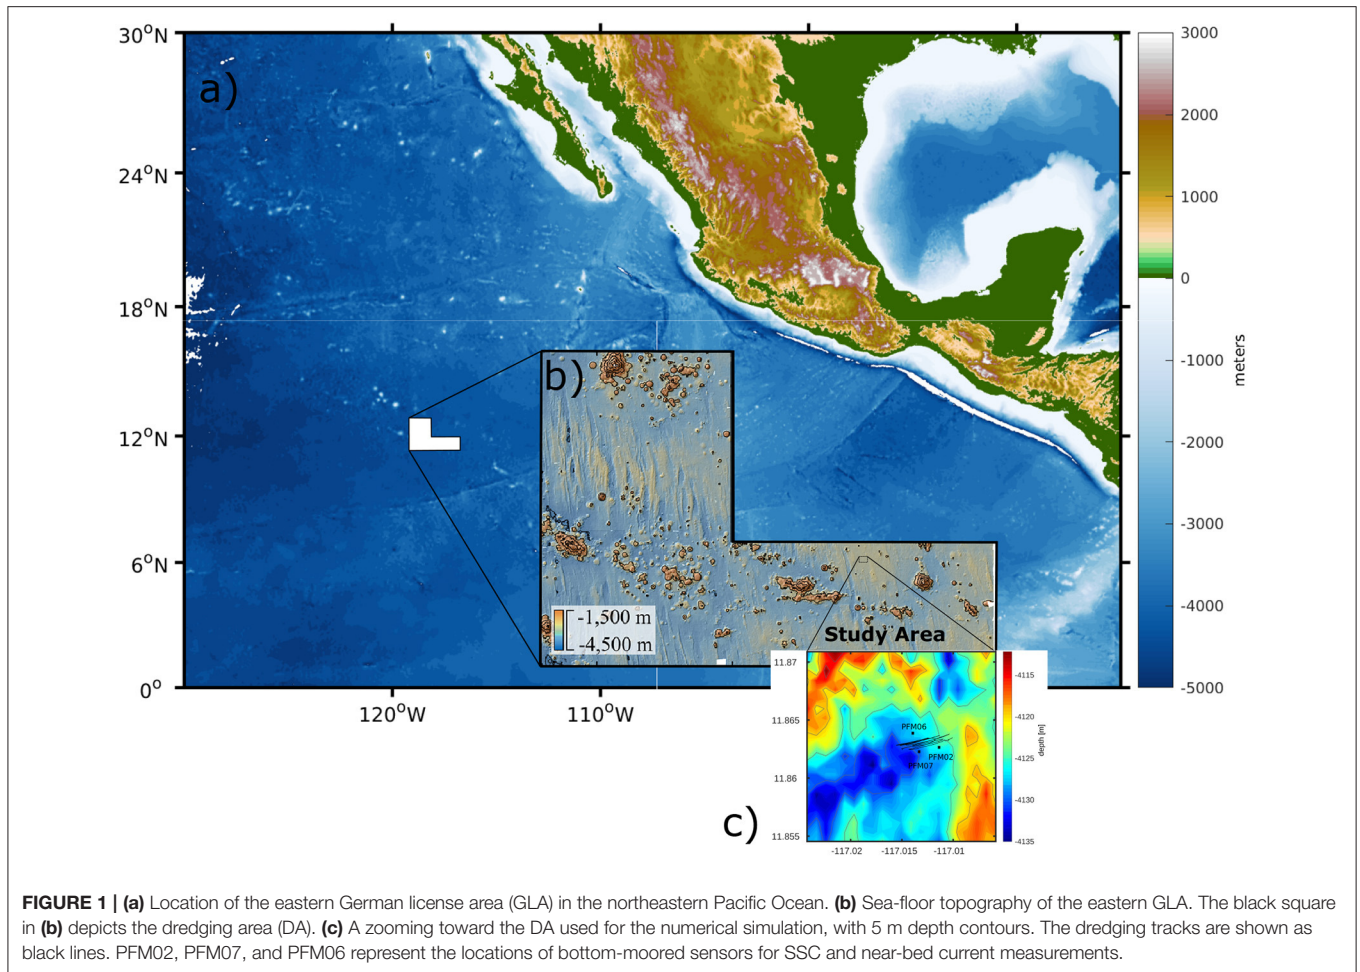 a)
30°N
24°N
18°N
12°N
6°N
0°
120°W
110°W
3000
2000
1000
0
-1000
-2000
-3000
-4000
-5000
meters
b)
-1,500 m
-4,500 m
Study Area
c)
11.87
11.865
11.86
11.855
-117.02
-117.015
-117.01
PFM06
PFM02
PFM07
-4115
-4120
-4125
-4130
-4135
depth [m]
FIGURE 1 | (a) Location of the eastern German license area (GLA) in the northeastern Pacific Ocean. (b) Sea-floor topography of the eastern GLA. The black square
in (b) depicts the dredging area (DA). (c) A zooming toward the DA used for the numerical simulation, with 5 m depth contours. The dredging tracks are shown as
black lines. PFM02, PFM07, and PFM06 represent the locations of bottom-moored sensors for SSC and near-bed current measurements.